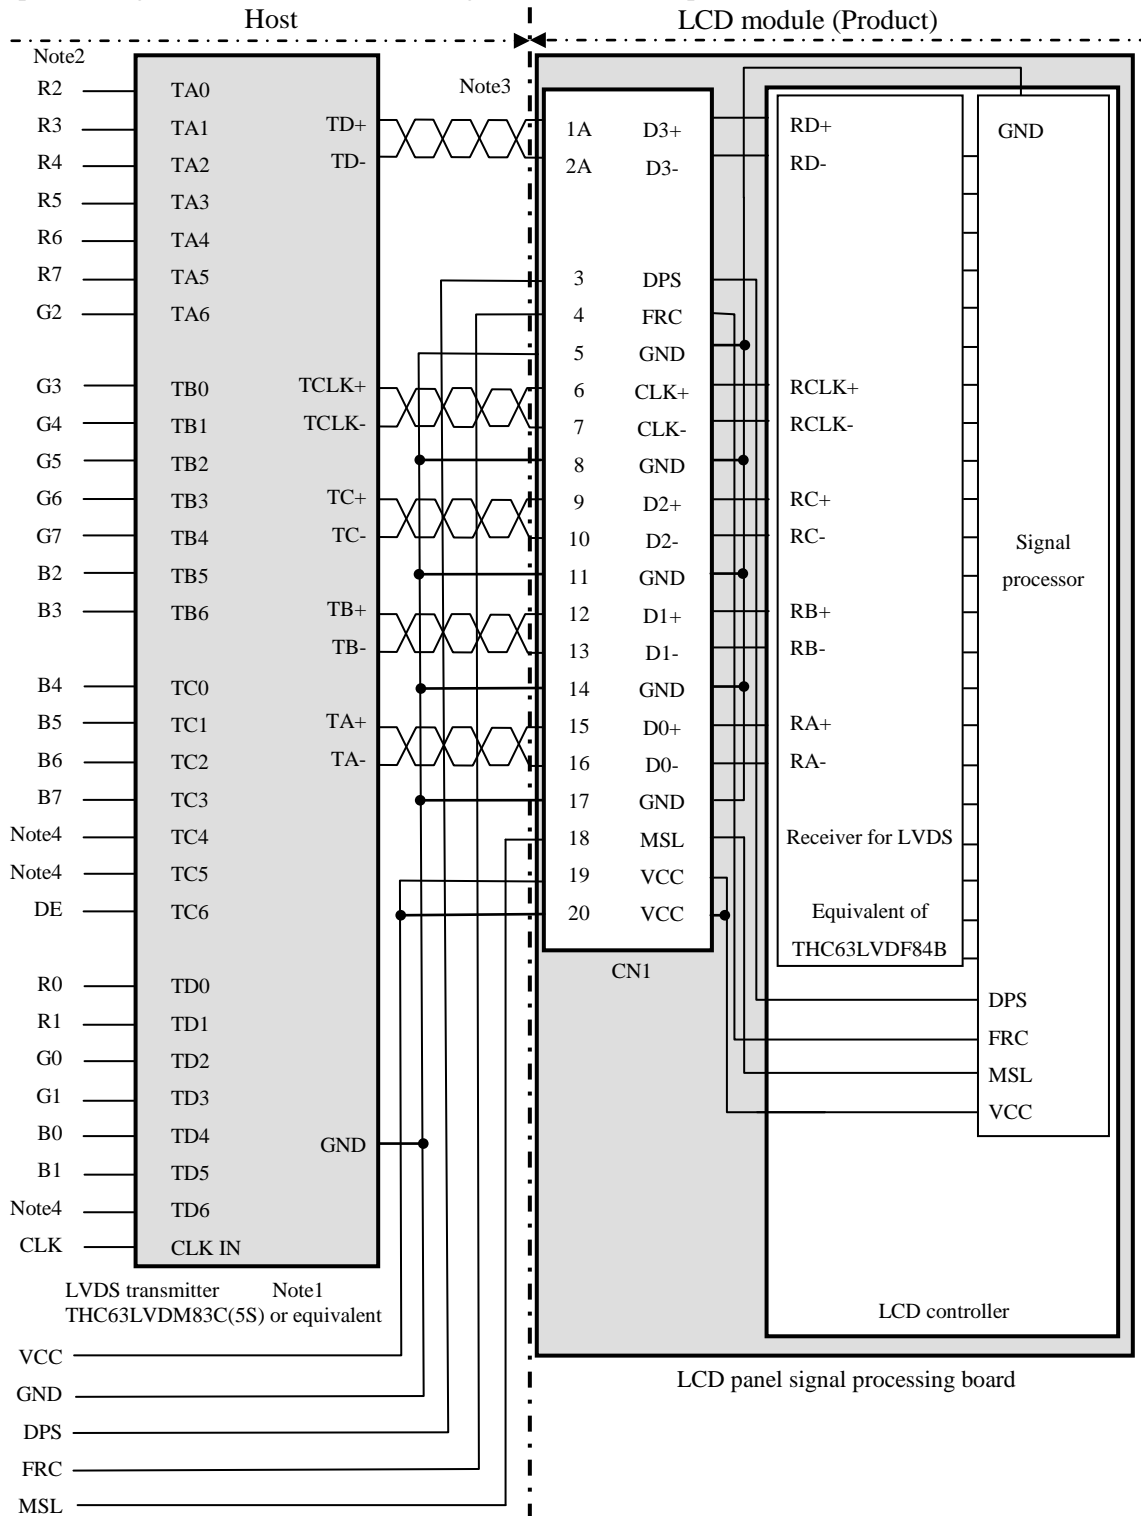 Host
LCD module (Product)
Note2
Note3
R2 TA0
R3 TA1 TD+
R4 TA2 TD-
R5 TA3
R6 TA4
R7 TA5
G2 TA6
G3 TB0 TCLK+
G4 TB1 TCLK-
G5 TB2
G6 TB3 TC+
G7 TB4 TC-
B2 TB5
B3 TB6 TB+
TB-
B4 TC0
B5 TC1 TA+
B6 TC2 TA-
B7 TC3
Note4 TC4
Note4 TC5
DE TC6
R0 TD0
R1 TD1
G0 TD2
G1 TD3
B0 TD4 GND
B1 TD5
Note4 TD6
CLK CLK IN
LVDS transmitter Note1
THC63LVDM83C(5S) or equivalent
VCC
GND
DPS
FRC
MSL
1A D3+
2A D3-
3 DPS
4 FRC
5 GND
6 CLK+
7 CLK-
8 GND
9 D2+
10 D2-
11 GND
12 D1+
13 D1-
14 GND
15 D0+
16 D0-
17 GND
18 MSL
19 VCC
20 VCC
CN1
RD+
RD-
RCLK+
RCLK-
RC+
RC-
RB+
RB-
RA+
RA-
Receiver for LVDS
Equivalent of
THC63LVDF84B
GND
Signal
processor
DPS
FRC
MSL
VCC
LCD controller
LCD panel signal processing board